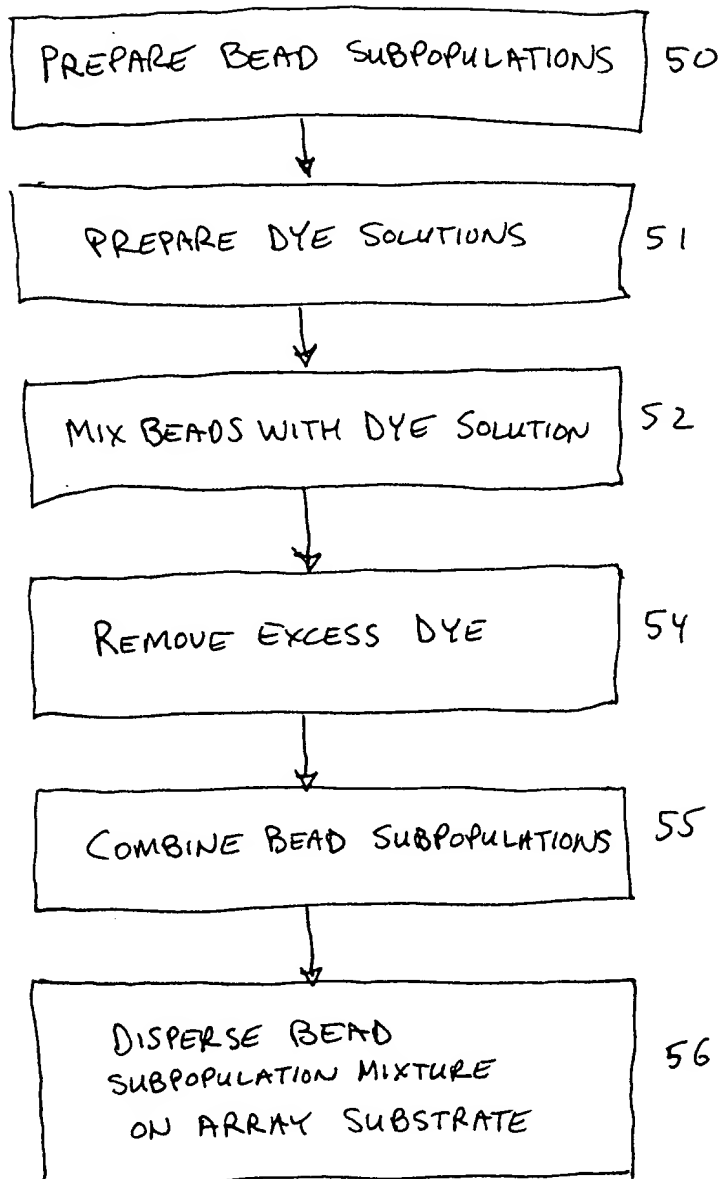 PREPARE BEAD SUBPOPULATIONS 50
PREPARE DYE SOLUTIONS 51
MIX BEADS WITH DYE SOLUTION 52
REMOVE EXCESS DYE 54
COMBINE BEAD SUBPOPULATIONS 55
DISPERSE BEAD
SUBPOPULATION MIXTURE 56
ON ARRAY SUBSTRATE